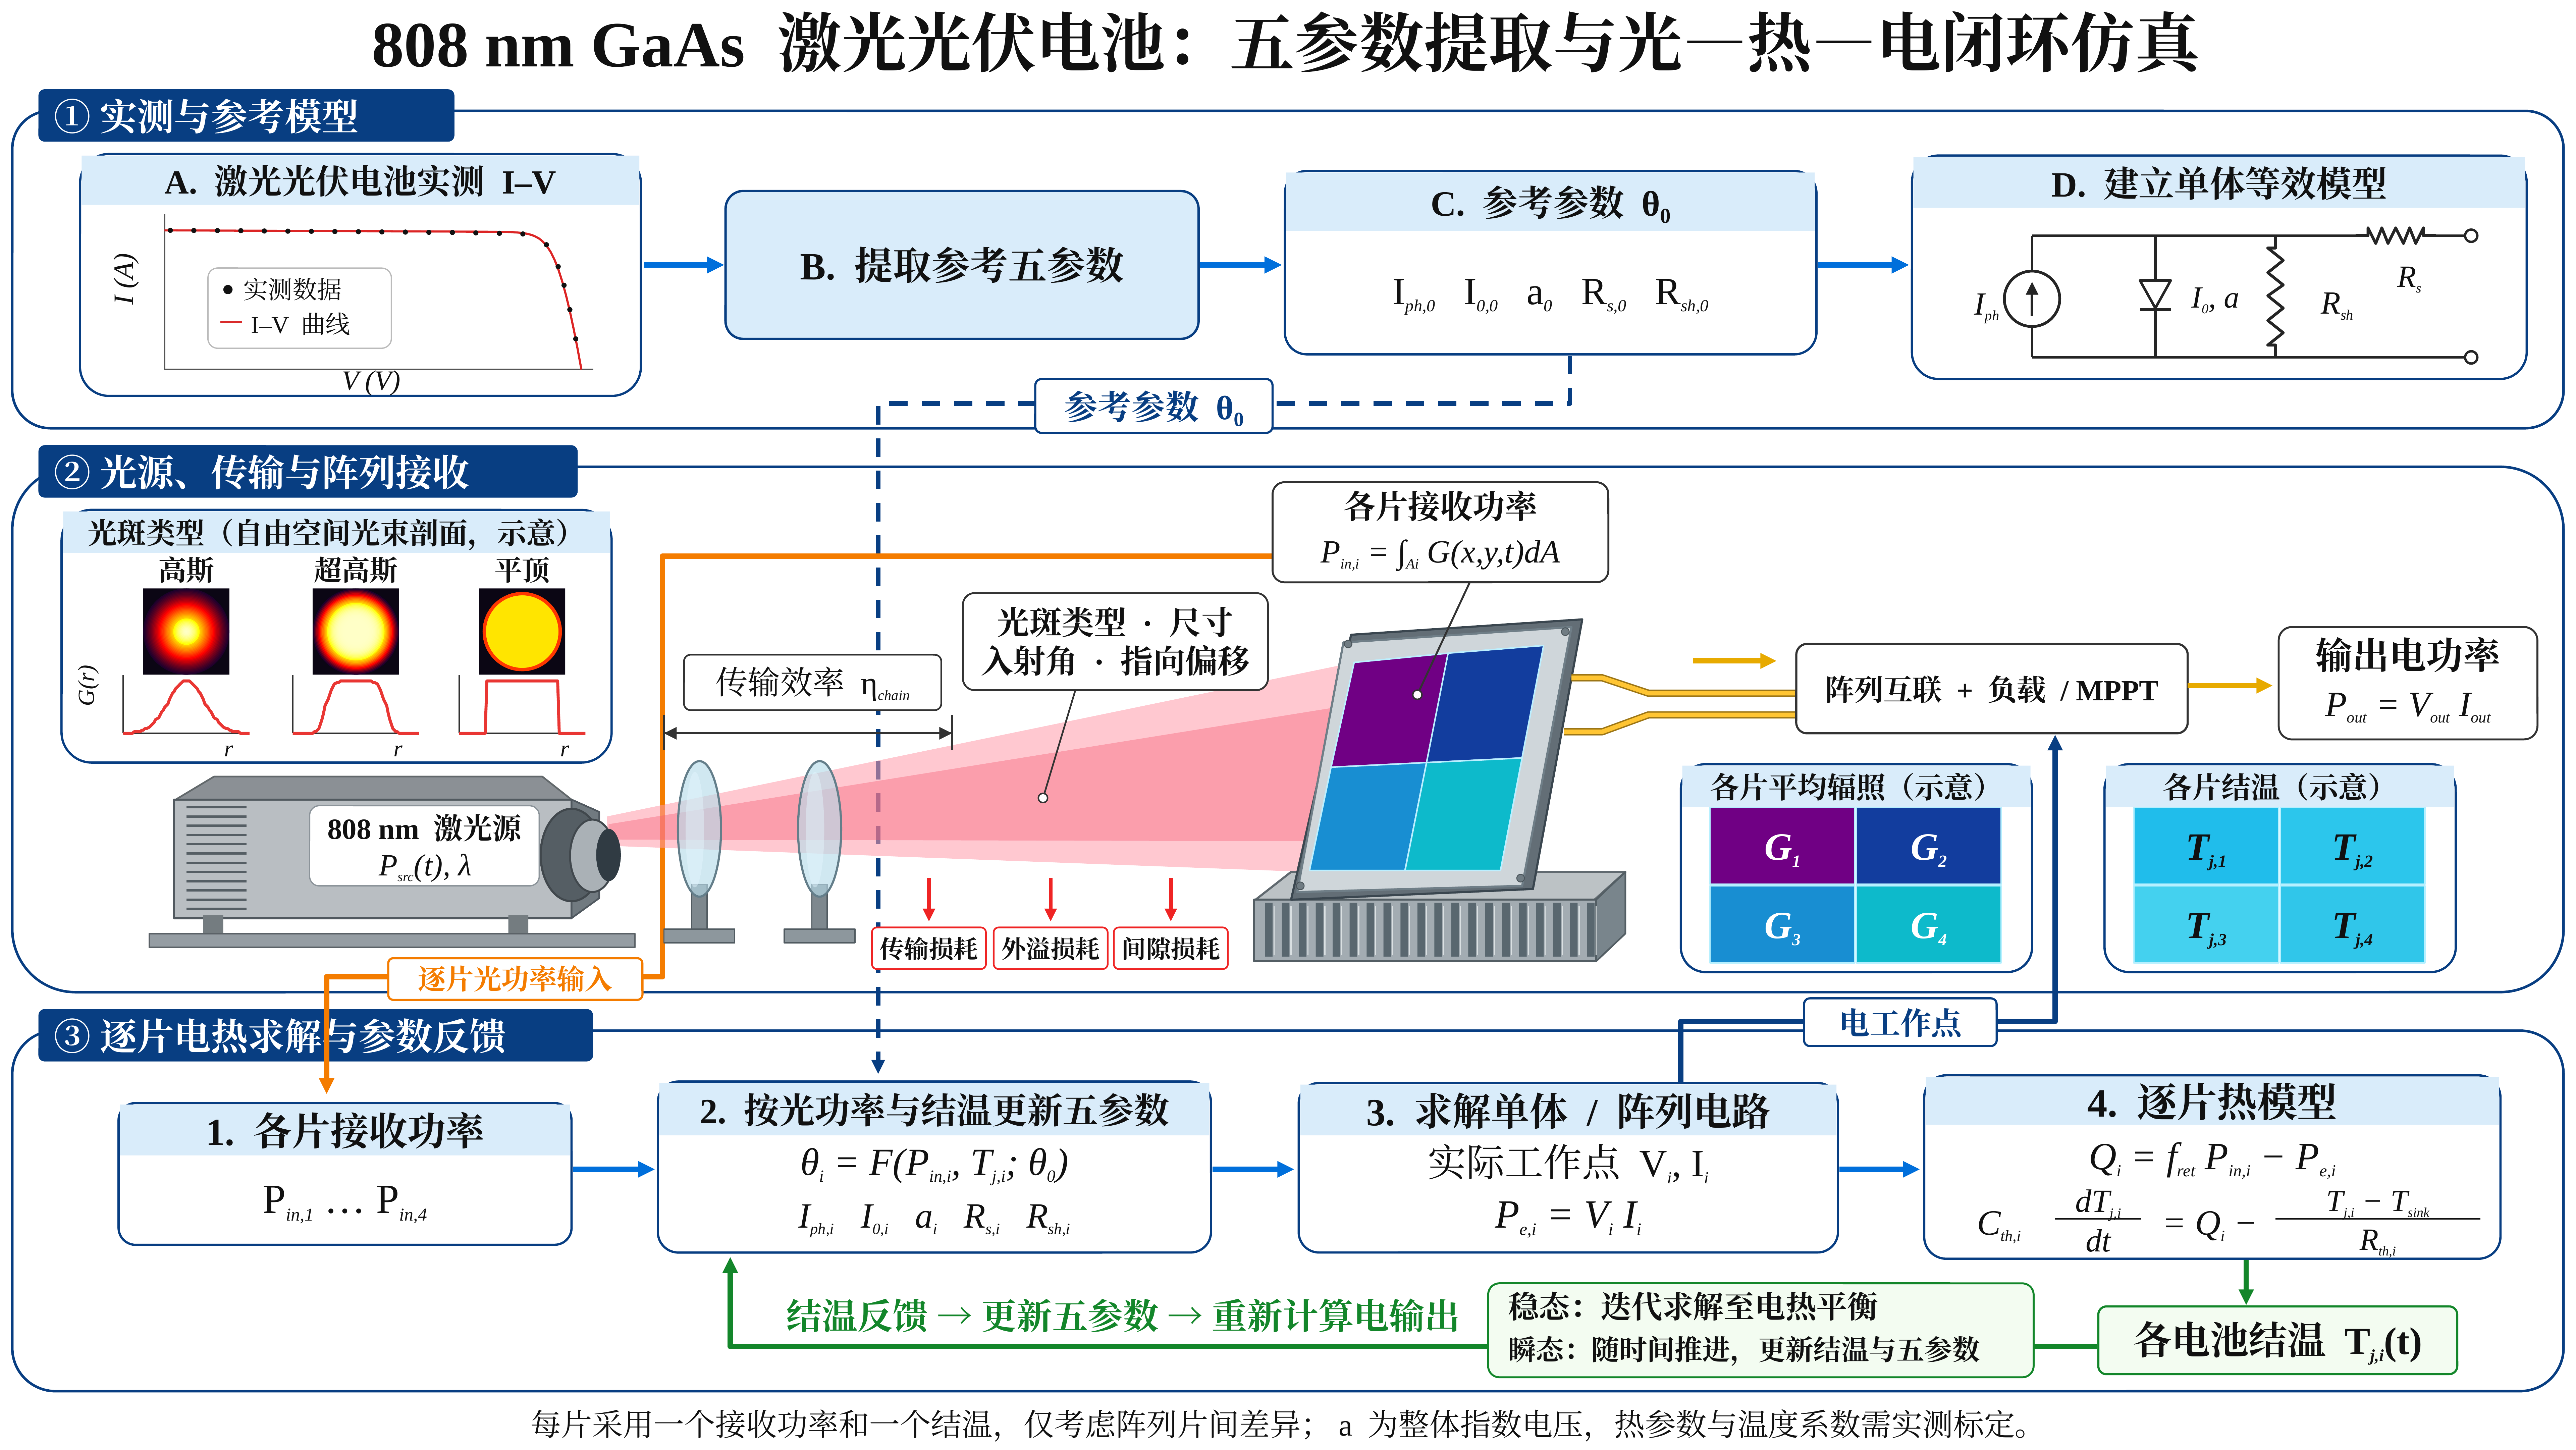 808 nm GaAs 激光光伏电池：五参数提取与光—热—电闭环仿真
① 实测与参考模型
A. 激光光伏电池实测 I–V
I (A)
实测数据
I–V 曲线
V (V)
B. 提取参考五参数
C. 参考参数 θ0
Iph,0 I0,0 a0 Rs,0 Rsh,0
D. 建立单体等效模型
Iph
I0, a
Rsh
Rs
参考参数 θ0
② 光源、传输与阵列接收
光斑类型（自由空间光束剖面，示意）
高斯 超高斯 平顶
G(r)
r r r
808 nm 激光源
Psrc(t), λ
传输效率 ηchain
光斑类型 · 尺寸
入射角 · 指向偏移
各片接收功率
Pin,i = ∫Ai G(x,y,t)dA
传输损耗 外溢损耗 间隙损耗
阵列互联 + 负载 / MPPT
输出电功率
Pout = Vout Iout
各片平均辐照（示意）
G1 G2
G3 G4
各片结温（示意）
Tj,1 Tj,2
Tj,3 Tj,4
逐片光功率输入
电工作点
③ 逐片电热求解与参数反馈
1. 各片接收功率
Pin,1 … Pin,4
2. 按光功率与结温更新五参数
θi = F(Pin,i, Tj,i; θ0)
Iph,i I0,i ai Rs,i Rsh,i
3. 求解单体 / 阵列电路
实际工作点 Vi, Ii
Pe,i = Vi Ii
4. 逐片热模型
Qi = fret Pin,i − Pe,i
Cth,i dTj,i/dt = Qi − Tj,i − Tsink/Rth,i
结温反馈 → 更新五参数 → 重新计算电输出
稳态：迭代求解至电热平衡
瞬态：随时间推进，更新结温与五参数
各电池结温 Tj,i(t)
每片采用一个接收功率和一个结温，仅考虑阵列片间差异； a 为整体指数电压，热参数与温度系数需实测标定。